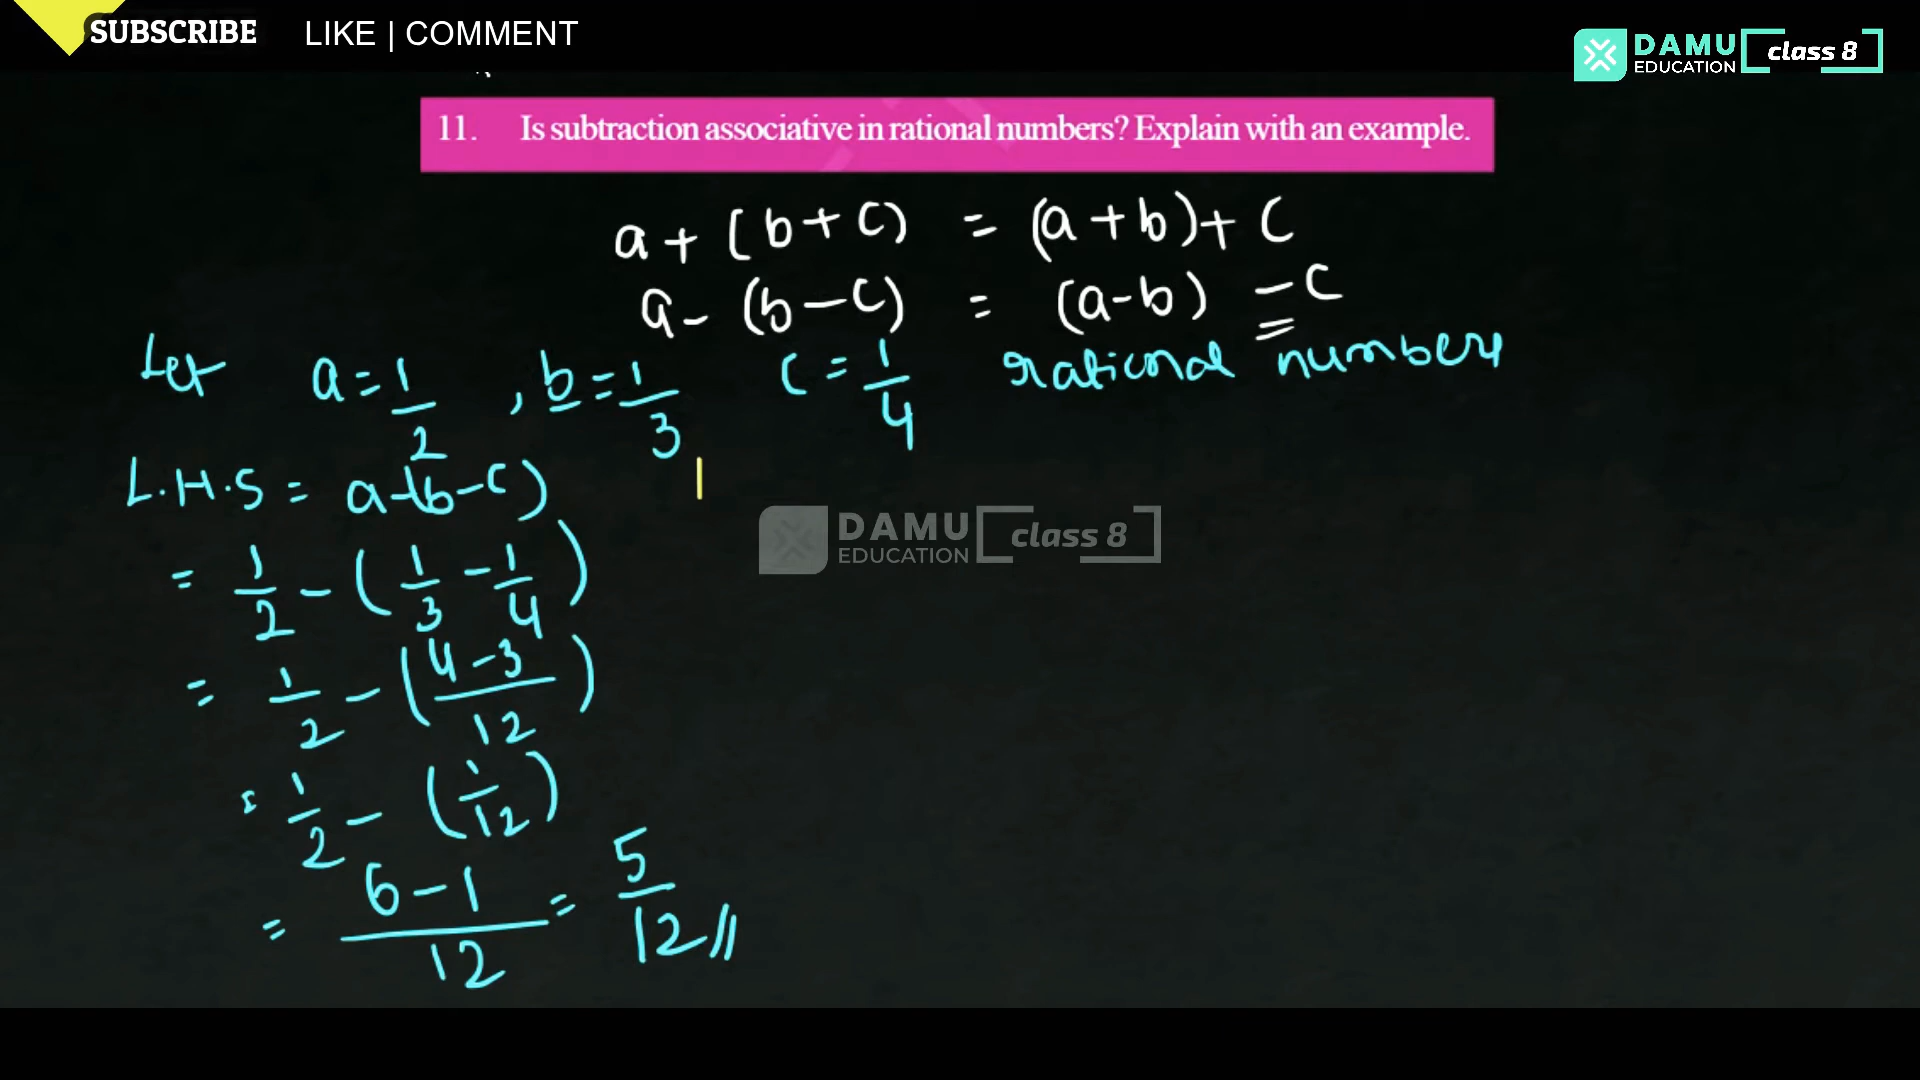 SUBSCRIBE LIKE | COMMENT
DAMU EDUCATION class 8
11. Is subtraction associative in rational numbers? Explain with an example.
a + (b + c) = (a + b) + c
a - (b - c) = (a - b) - c
Let a = 1/2 , b = 1/3 c = 1/4 rational numbers
L.H.S = a - (b - c)
= 1/2 - (1/3 - 1/4)
= 1/2 - (4 - 3/12)
= 1/2 - (1/12)
= 6 - 1/12 = 5/12 //
DAMU EDUCATION class 8